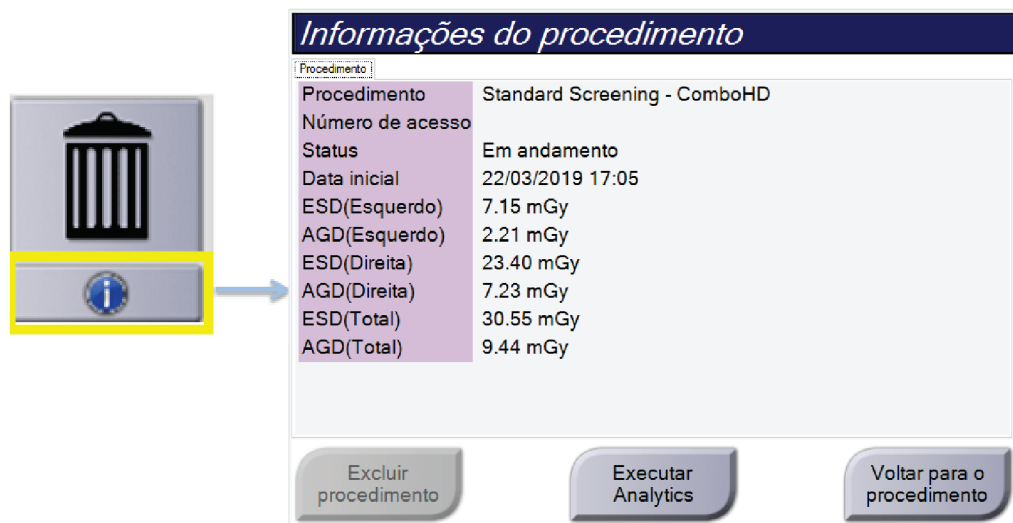 Informações do procedimento
Procedimento
Procedimento Standard Screening - ComboHD
Número de acesso
Status Em andamento
Data inicial 22/03/2019 17:05
ESD(Esquerdo) 7.15 mGy
AGD(Esquerdo) 2.21 mGy
ESD(Direita) 23.40 mGy
AGD(Direita) 7.23 mGy
ESD(Total) 30.55 mGy
AGD(Total) 9.44 mGy
Excluir
procedimento
Executar
Analytics
Voltar para o
procedimento